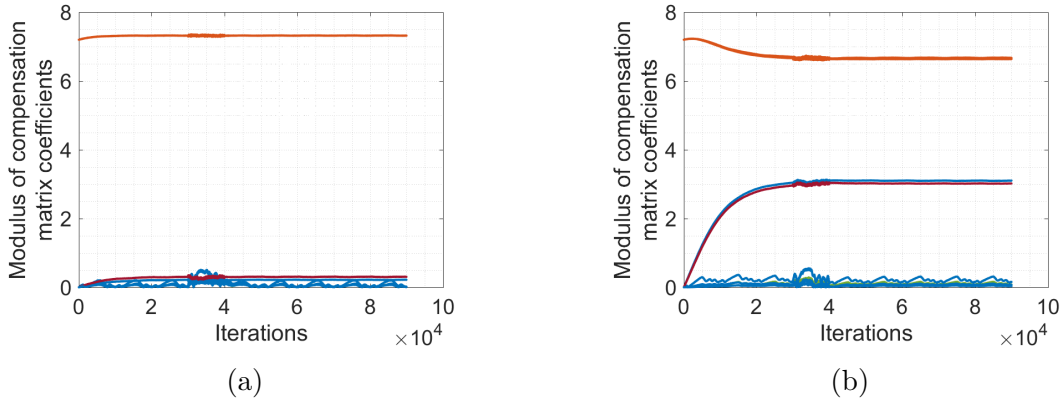 8
6
4
2
0
0 2 4 6 8 10
Modulus of compensation
matrix coefficients
Iterations
×10^4
(a)
8
6
4
2
0
0 2 4 6 8 10
Modulus of compensation
matrix coefficients
Iterations
×10^4
(b)